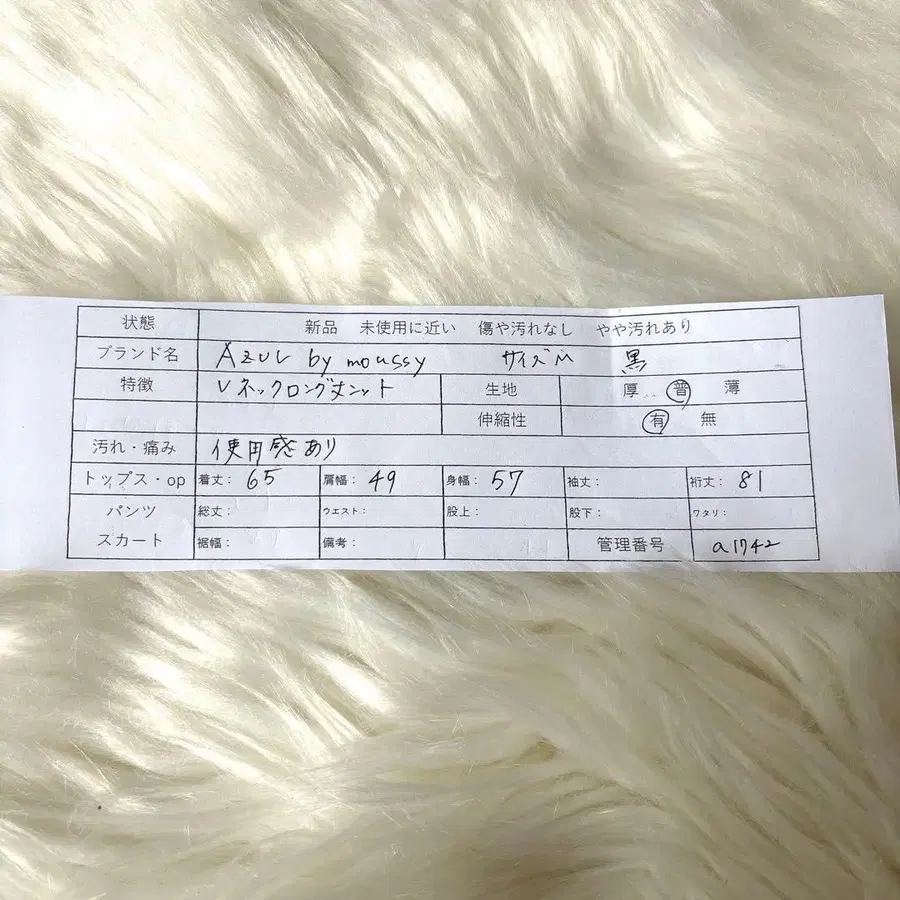 状態 新品 未使用に近い 傷や汚れなし やや汚れあり
ブランド名 AZUL by moussy サイズM 黒
特徴 Vネックロング丈ニット 生地 厚 普 薄
伸縮性 有 無
汚れ・痛み 使用感あり
トップス・op 着丈: 65 肩幅: 49 身幅: 57 袖丈: 裄丈: 81
パンツ 総丈: ウエスト: 股上: 股下: ワタリ:
スカート 裾幅: 備考: 管理番号 a1742